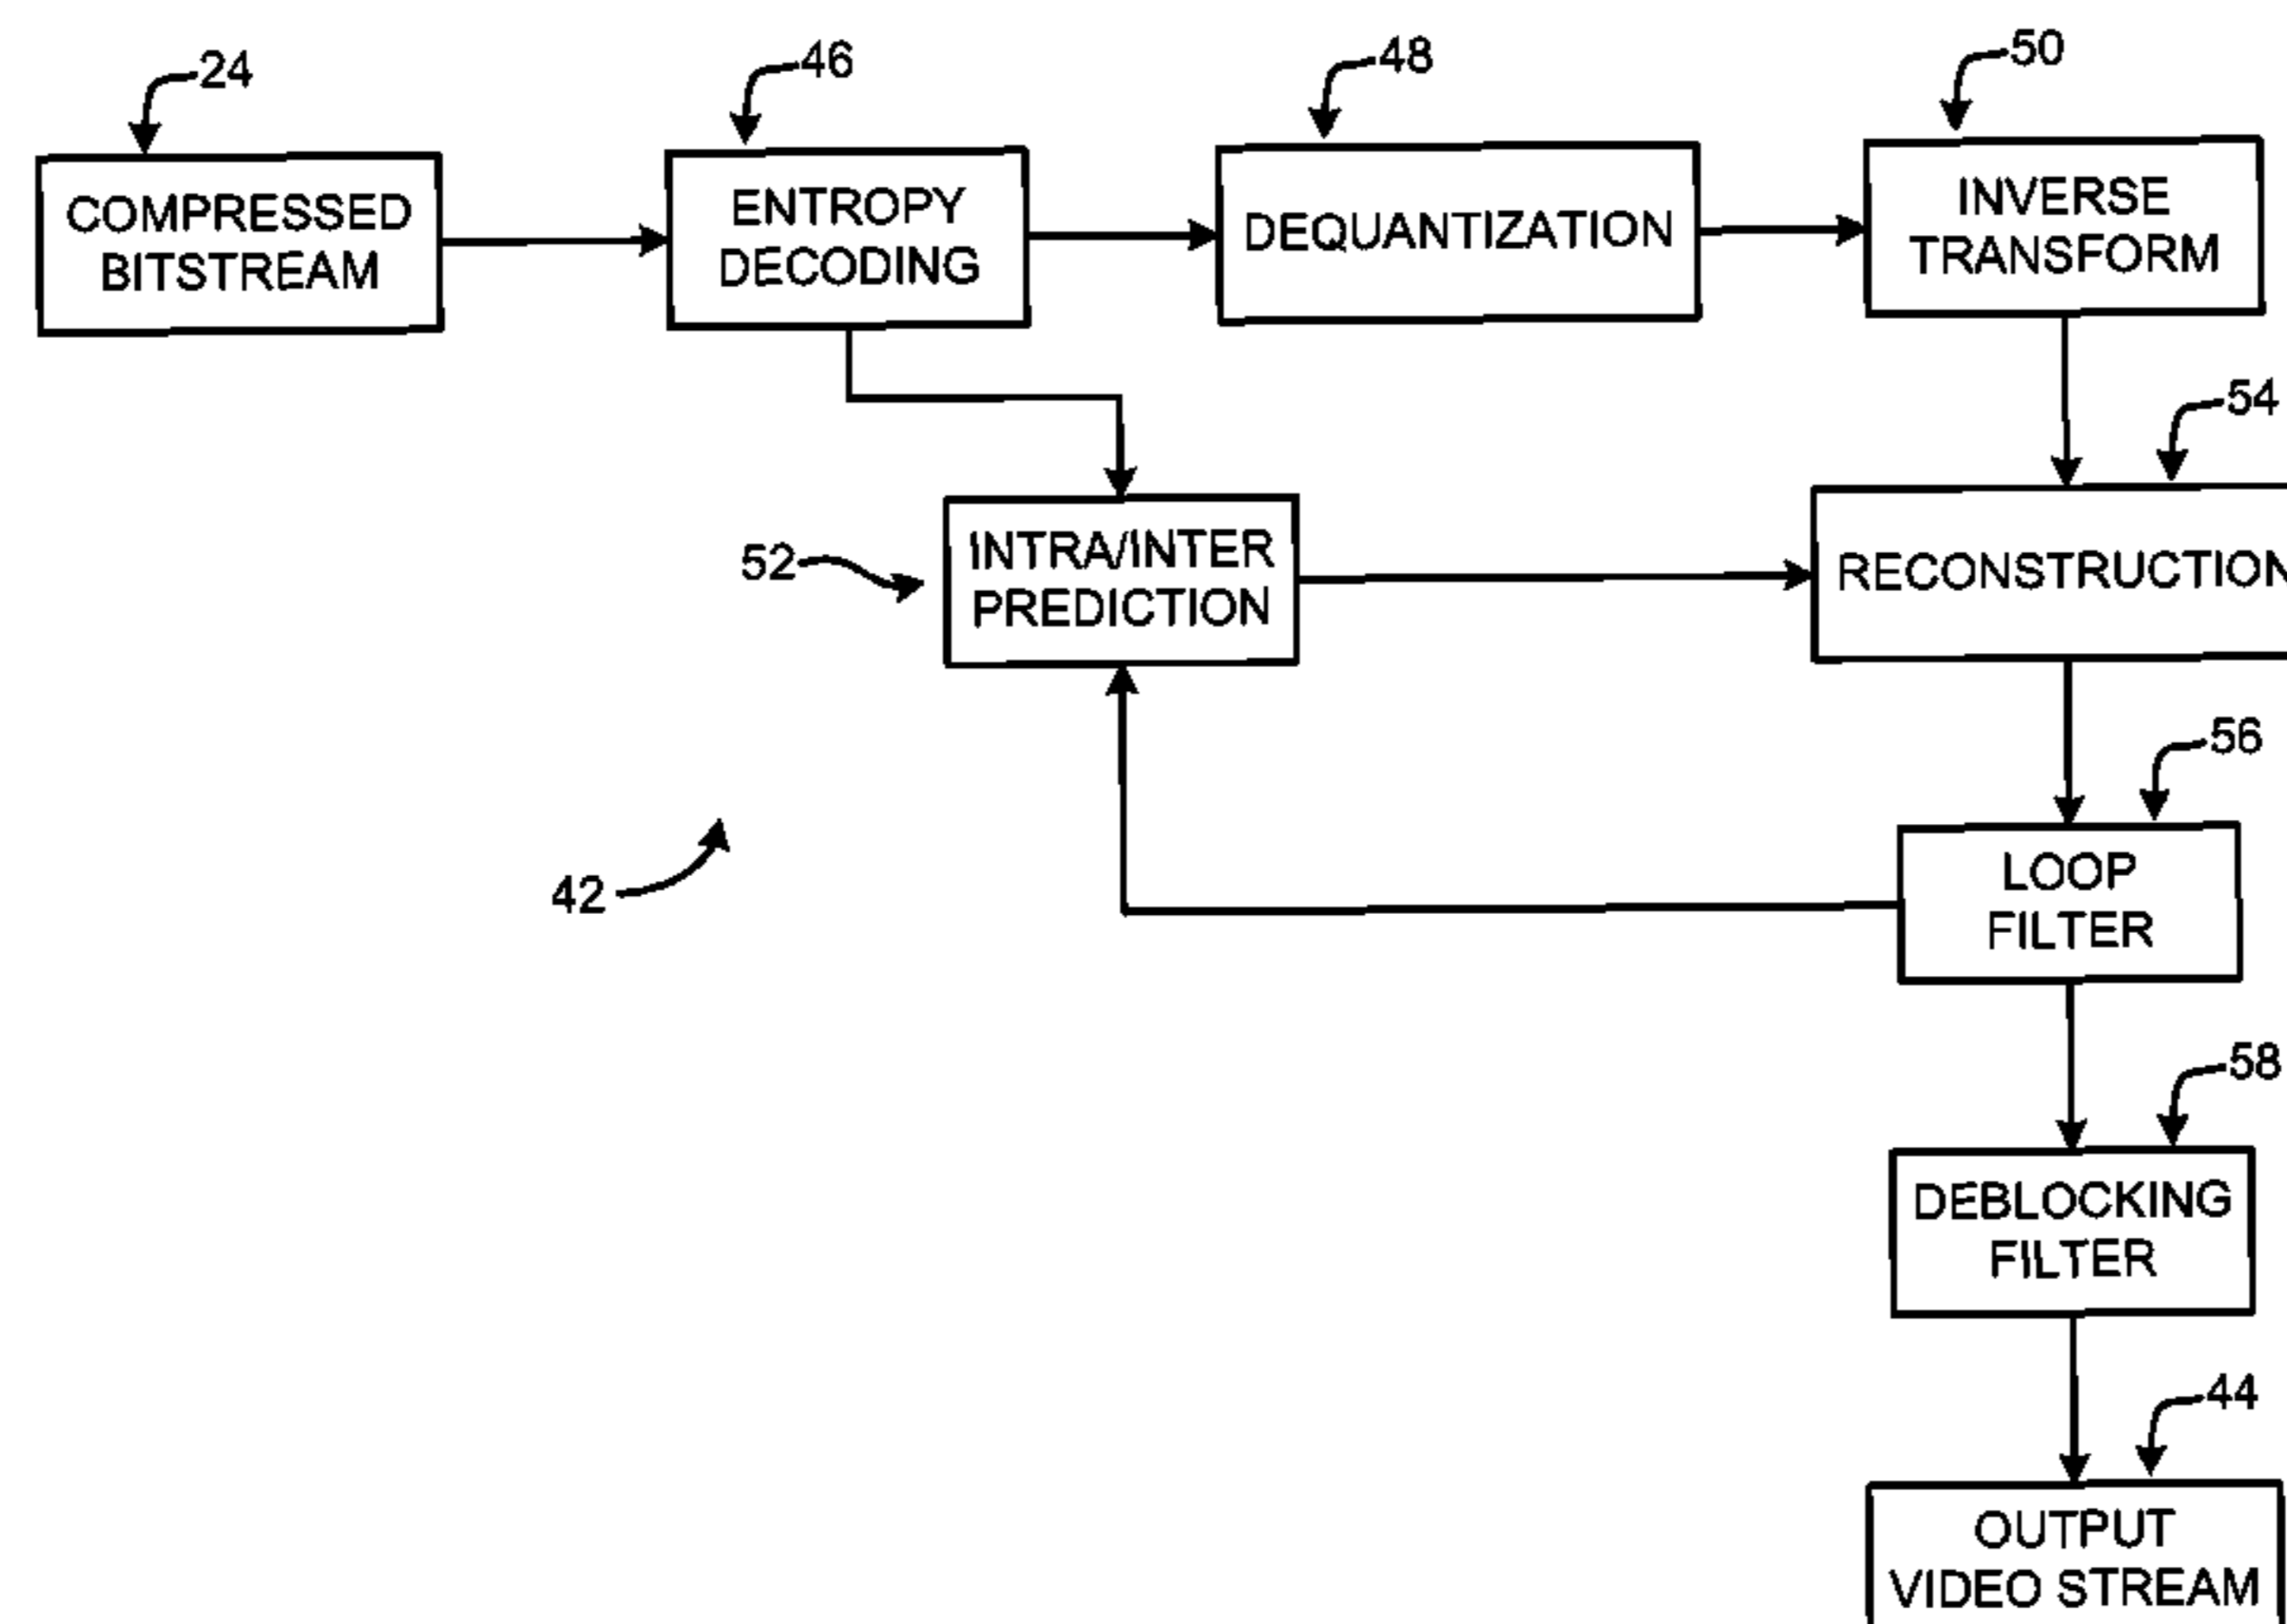 24
46
48
50
COMPRESSED
BITSTREAM
ENTROPY
DECODING
DEQUANTIZATION
INVERSE
TRANSFORM
54
52
INTRA/INTER
PREDICTION
RECONSTRUCTION
56
42
LOOP
FILTER
58
DEBLOCKING
FILTER
44
OUTPUT
VIDEO STREAM